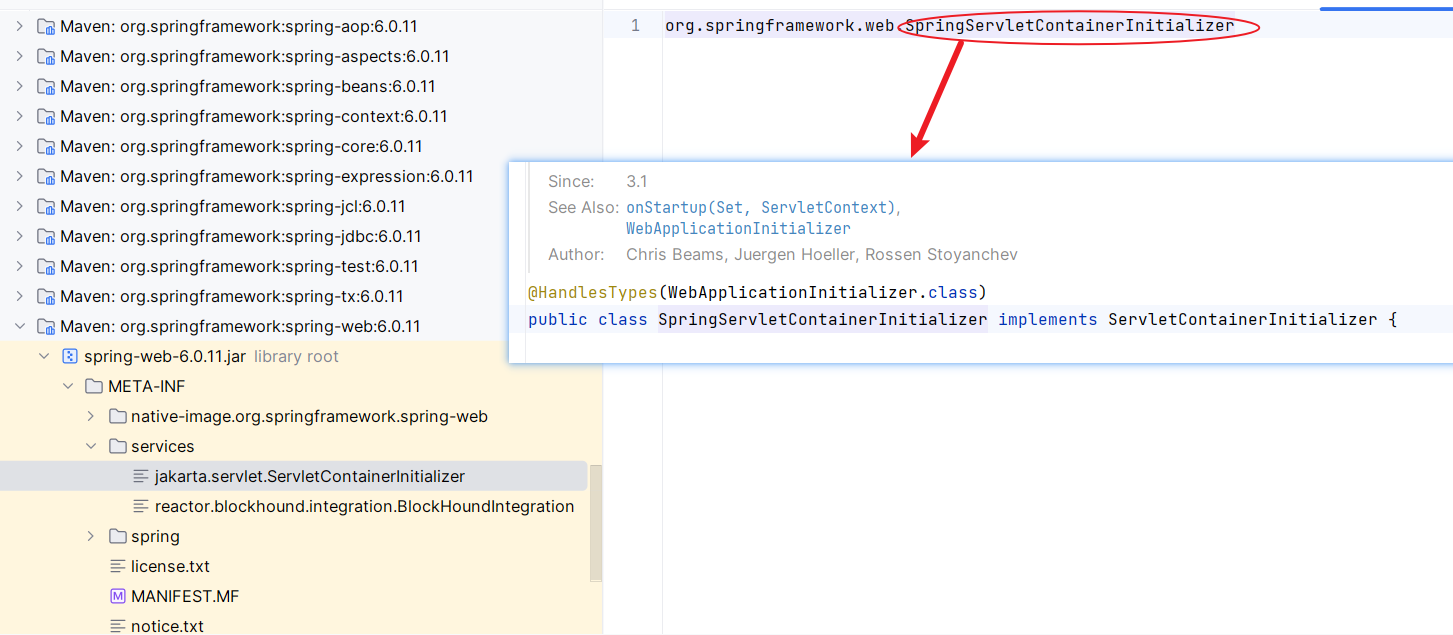 Maven: org.springframework:spring-aop:6.0.11
Maven: org.springframework:spring-aspects:6.0.11
Maven: org.springframework:spring-beans:6.0.11
Maven: org.springframework:spring-context:6.0.11
Maven: org.springframework:spring-core:6.0.11
Maven: org.springframework:spring-expression:6.0.11
Maven: org.springframework:spring-jcl:6.0.11
Maven: org.springframework:spring-jdbc:6.0.11
Maven: org.springframework:spring-test:6.0.11
Maven: org.springframework:spring-tx:6.0.11
Maven: org.springframework:spring-web:6.0.11
spring-web-6.0.11.jar library root
META-INF
native-image.org.springframework.spring-web
services
jakarta.servlet.ServletContainerInitializer
reactor.blockhound.integration.BlockHoundIntegration
spring
license.txt
MANIFEST.MF
notice.txt
1 org.springframework.web.SpringServletContainerInitializer
Since: 3.1
See Also: onStartup(Set, ServletContext),
WebApplicationInitializer
Author: Chris Beams, Juergen Hoeller, Rossen Stoyanchev
@HandlesTypes(WebApplicationInitializer.class)
public class SpringServletContainerInitializer implements ServletContainerInitializer {